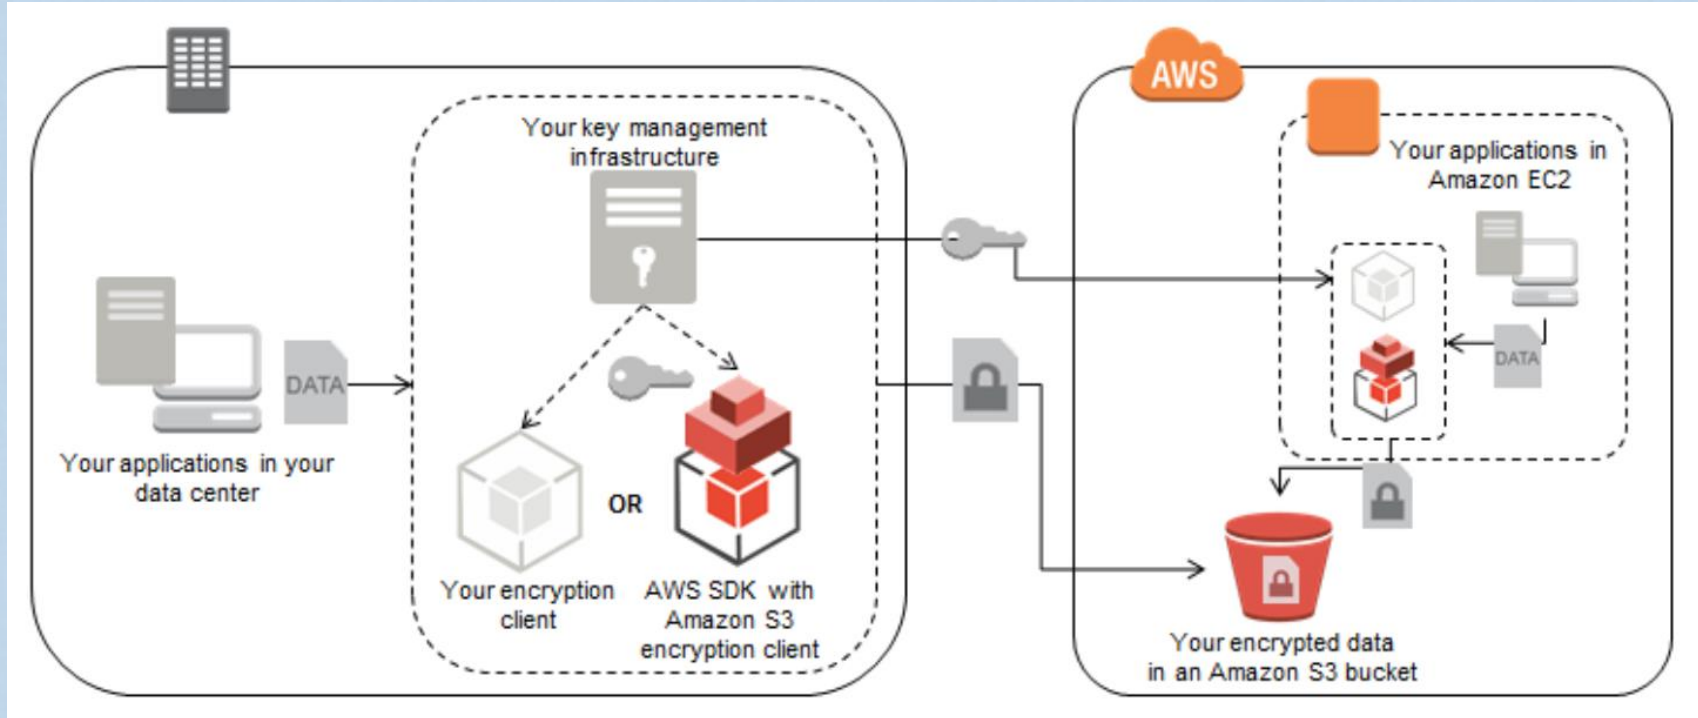 Your key management
infrastructure
DATA
Your applications in your
data center
OR
Your encryption
client
AWS SDK with
Amazon S3
encryption client
AWS
Your applications in
Amazon EC2
DATA
Your encrypted data
in an Amazon S3 bucket